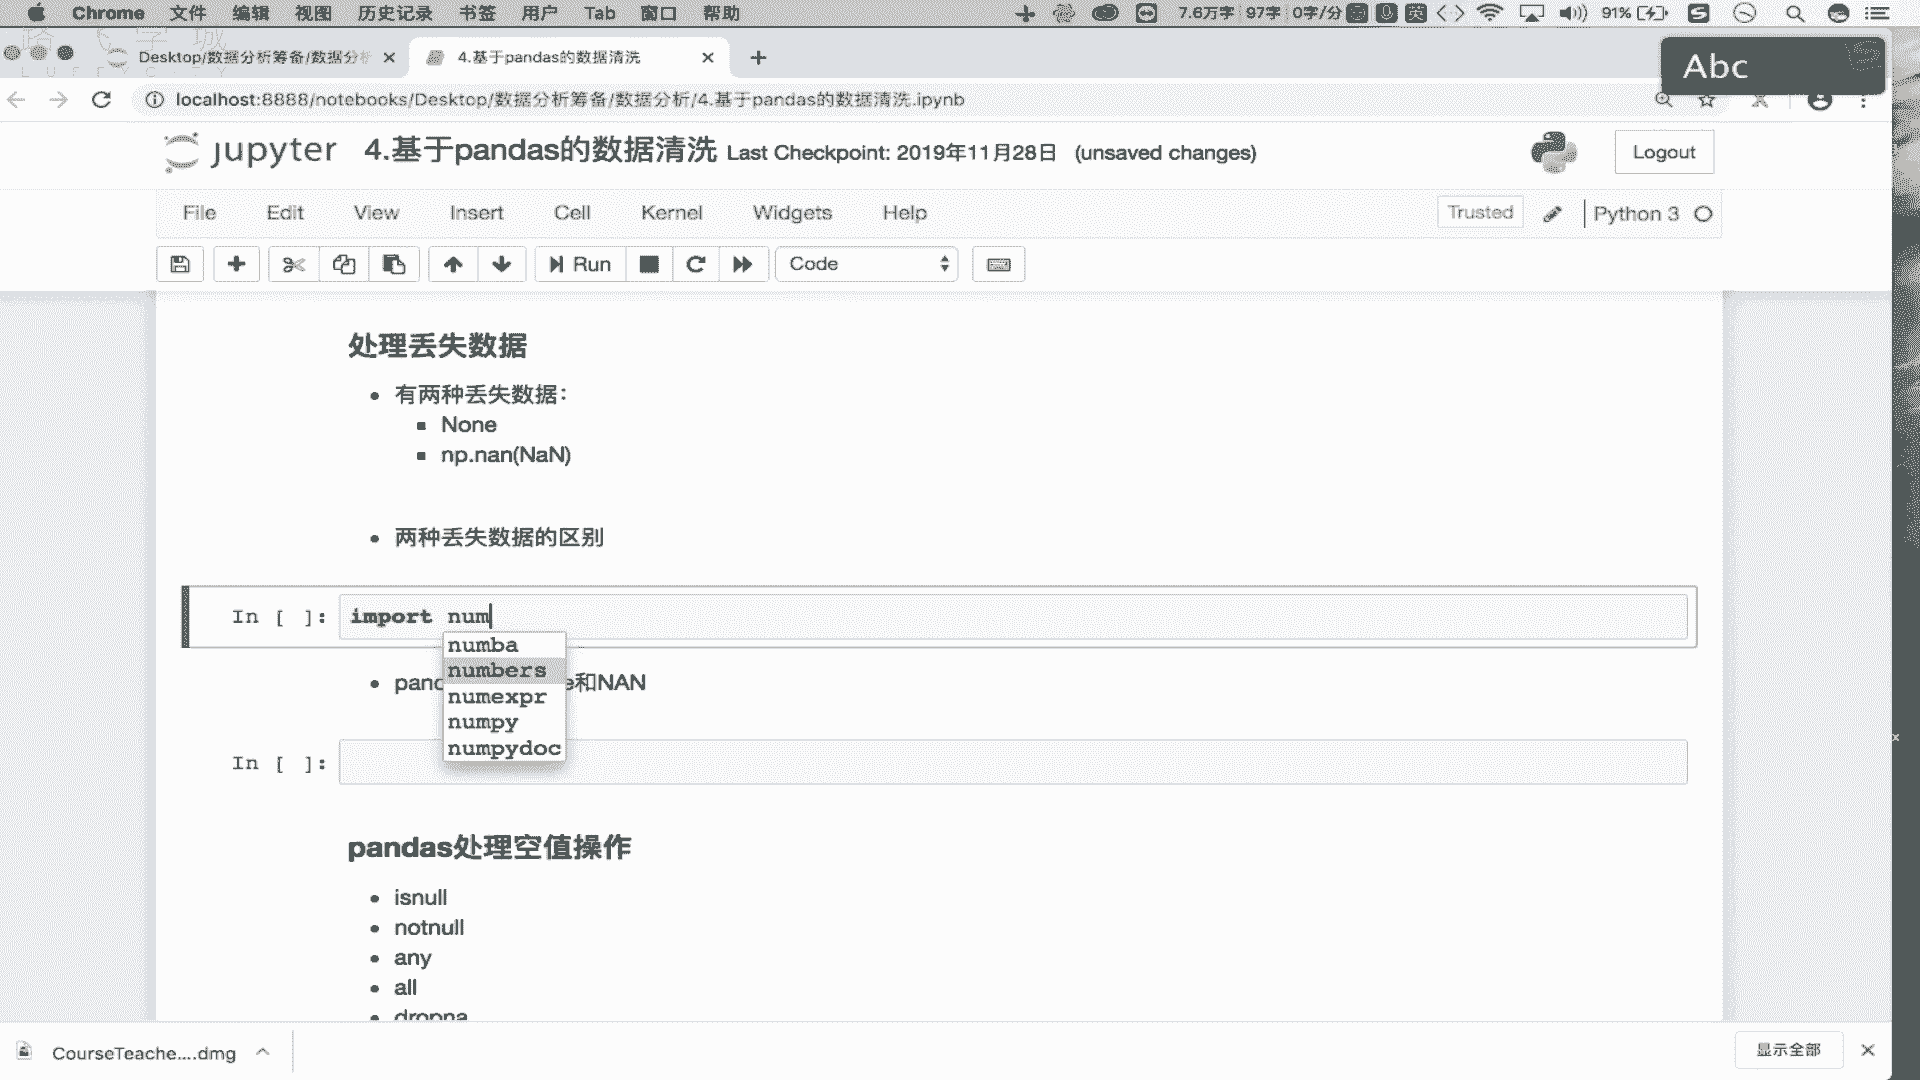 Chrome 文件 编辑 视图 历史记录 书签 用户 Tab 窗口 帮助 7.6万字 97字 0字/分 英 91%
Desktop/数据分析筹备/数据分析 4.基于pandas的数据清洗
Abc
localhost:8888/notebooks/Desktop/数据分析筹备/数据分析/4.基于pandas的数据清洗.ipynb
jupyter 4.基于pandas的数据清洗 Last Checkpoint: 2019年11月28日 (unsaved changes) Logout
File Edit View Insert Cell Kernel Widgets Help Trusted Python 3
Run Code
处理丢失数据
有两种丢失数据：
None
np.nan(NaN)
两种丢失数据的区别
In [ ]: import num
numba
numbers
numexpr
numpy
numpydoc
和NAN
In [ ]:
pandas处理空值操作
isnull
notnull
any
all
dropna
CourseTeache....dmg 显示全部